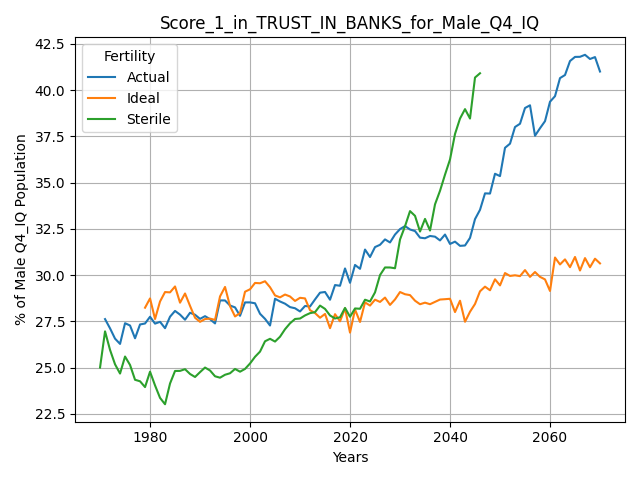 Score_1_in_TRUST_IN_BANKS_for_Male_Q4_IQ
Fertility
Actual
Ideal
Sterile
% of Male Q4_IQ Population
42.5
40.0
37.5
35.0
32.5
30.0
27.5
25.0
22.5
1980
2000
2020
2040
2060
Years